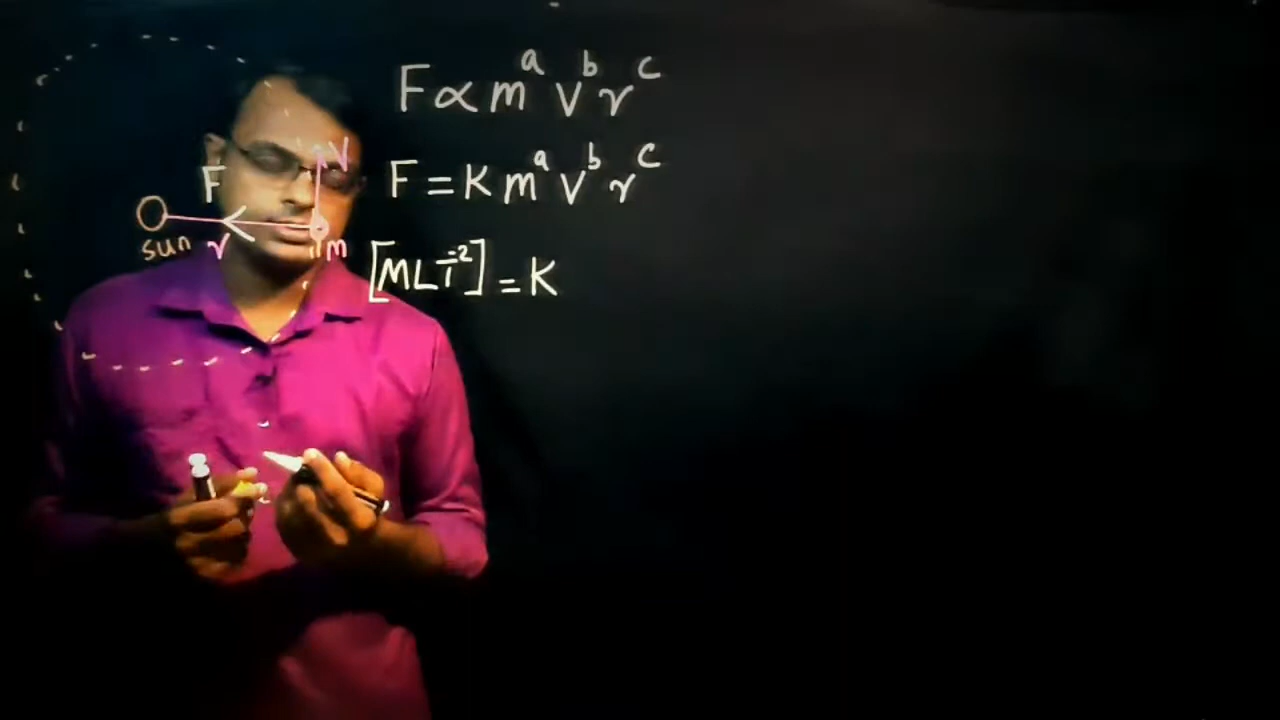 F ∝ m^a v^b r^c
F = K m^a v^b r^c
[MLT^-2] = K
F
v
sun
r
m